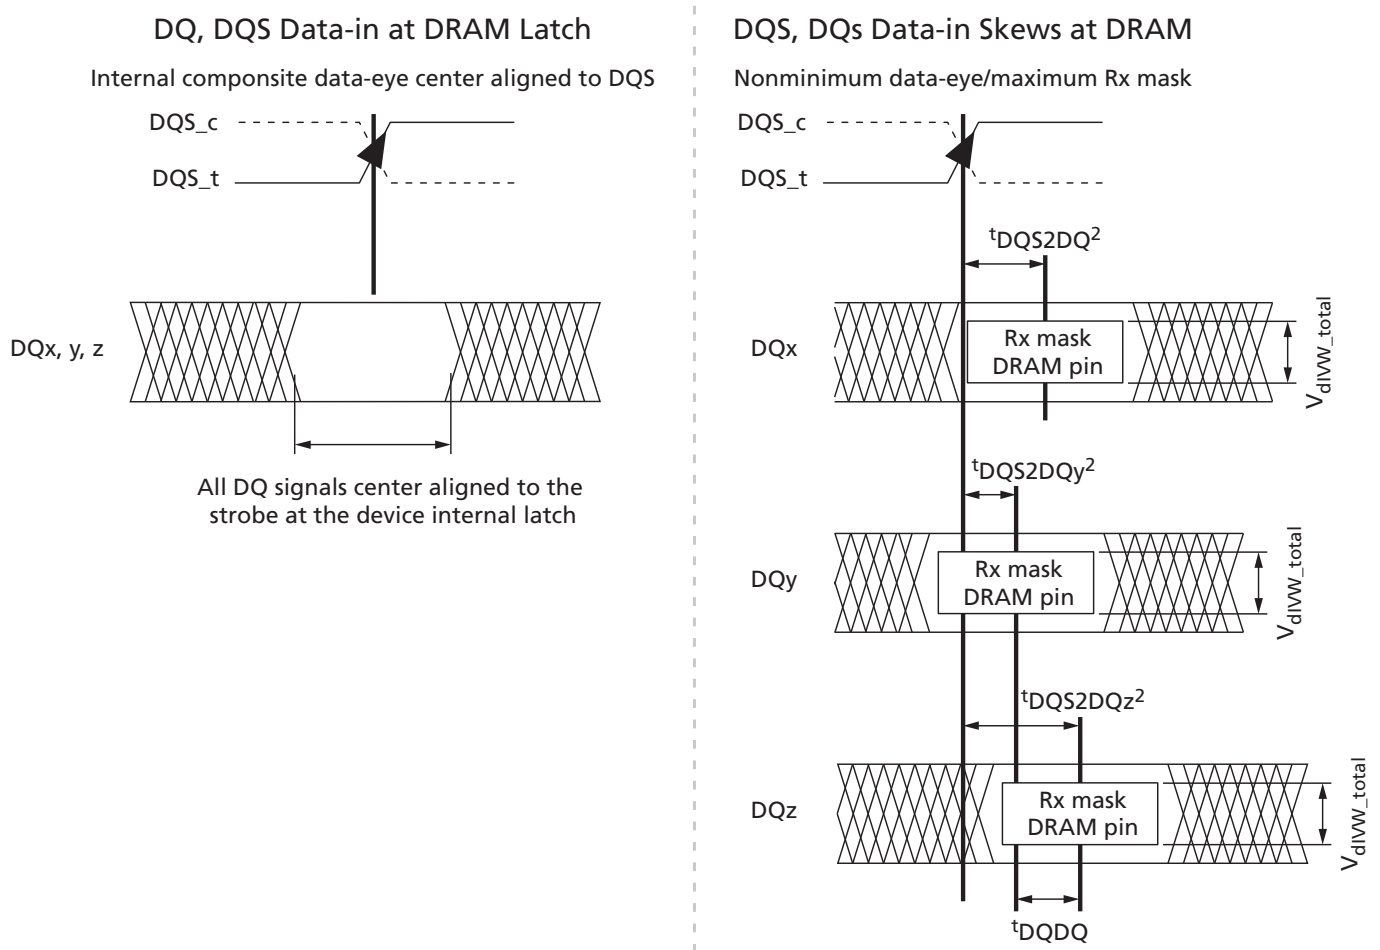 DQ, DQS Data-in at DRAM Latch
Internal componsite data-eye center aligned to DQS
DQS_c
DQS_t
DQx, y, z
All DQ signals center aligned to the
strobe at the device internal latch
DQS, DQs Data-in Skews at DRAM
Nonminimum data-eye/maximum Rx mask
DQS_c
DQS_t
tDQS2DQ2
DQx
Rx mask
DRAM pin
VdIVW_total
tDQS2DQy2
DQy
Rx mask
DRAM pin
VdIVW_total
tDQS2DQz2
DQz
Rx mask
DRAM pin
VdIVW_total
tDQDQ